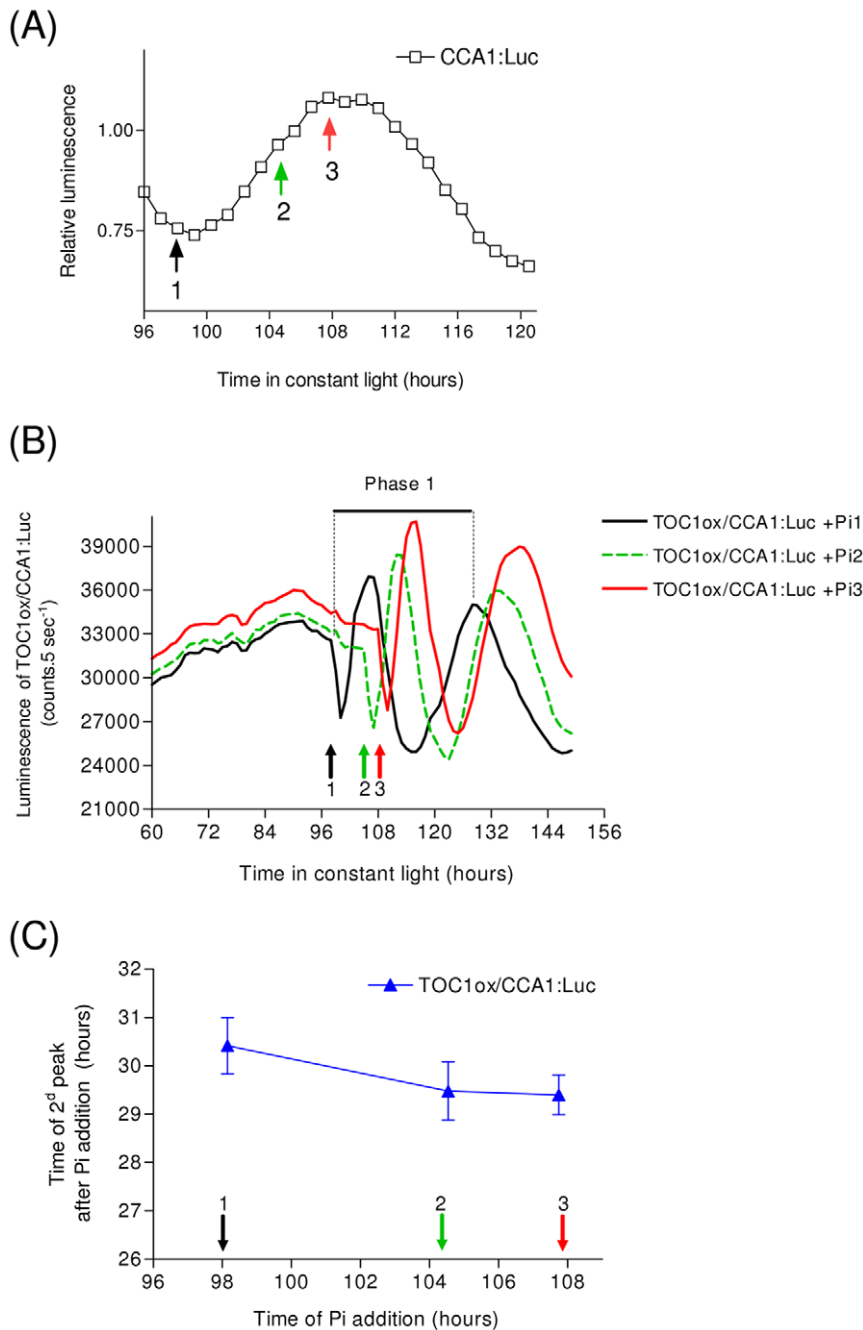 (A)
CCA1:Luc
Relative luminescence
1.00
0.75
1
2
3
96 100 104 108 112 116 120
Time in constant light (hours)
(B)
Phase 1
Luminescence of TOC1ox/CCA1:Luc
(counts.5 sec⁻¹)
39000
36000
33000
30000
27000
24000
21000
TOC1ox/CCA1:Luc +Pi1
TOC1ox/CCA1:Luc +Pi2
TOC1ox/CCA1:Luc +Pi3
1 2 3
60 72 84 96 108 120 132 144 156
Time in constant light (hours)
(C)
TOC1ox/CCA1:Luc
Time of 2ᵈ peak
after Pi addition (hours)
32
31
30
29
28
27
26
1 2 3
96 98 100 102 104 106 108
Time of Pi addition (hours)